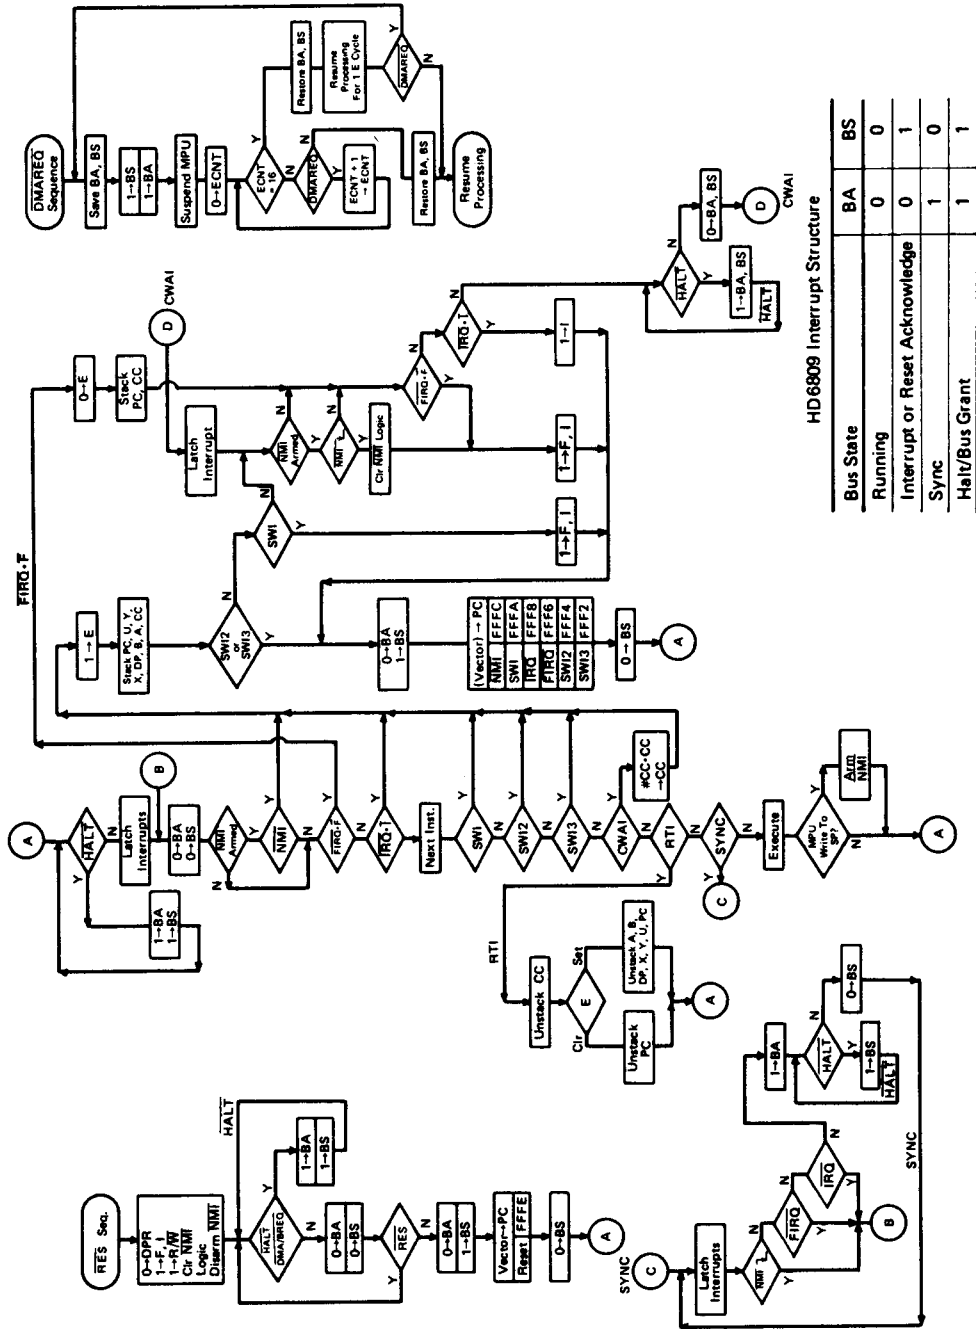 RES Seq.
0→DPR
1→F, I
1→R/W
Clr NMI
Logic
Disarm NMI
HALT
HALT
DMA/BREQ
Y
1→BA
1→BS
N
0→BA
0→BS
RES
Y
N
0→BA
1→BS
Vector→PC
Reset FFFE
0→BS
A
SYNC
C
Latch
Interrupts
NMI
N
Y
FIRQ
N
Y
IRQ
N
Y
B
1→BA
HALT
N
Y
1→BS
HALT
0→BS
SYNC
A
HALT
Y
N
1→BA
1→BS
Latch
Interrupts
B
0→BA
0→BS
NMI
Armed
N
Y
NMI
Y
FIRQ·F
Y
IRQ·I
Y
Next Inst.
SWI
Y
N
SWI2
Y
N
SWI3
Y
N
CWAI
Y
#CC·CC
→CC
N
RTI
Y
N
SYNC
Y
C
N
Execute
MPU
Write To
SP?
Y
Arm
NMI
N
A
RTI
Unstack CC
E
Clr
Set
Unstack
PC
Unstack A, B,
DP, X, Y, U, PC
A
FIRQ·F
1→E
Stack PC, U, Y,
X, DP, B, A, CC
SWI2
or
SWI3
N
Y
SWI
N
Y
0→BA
1→BS
(Vector)→PC
NMI FFFC
SWI FFFA
IRQ FFF8
FIRQ FFF6
SWI2 FFF4
SWI3 FFF2
0→BS
A
0→E
Stack
PC, CC
D
CWAI
Latch
Interrupt
NMI
Armed
N
Y
NMI
N
Y
Clr NMI Logic
FIRQ·F
N
Y
IRQ·I
N
Y
1→F, I
1→F, I
1→I
HALT
N
Y
1→BA, BS
HALT
0→BA, BS
D
CWAI
DMAREQ
Sequence
Save BA, BS
1→BS
1→BA
Suspend MPU
0→ECNT
ECNT
= 16
Y
N
DMAREQ
N
Y
ECNT + 1
→ECNT
Restore BA, BS
Resume
Processing
Restore BA, BS
Resume
Processing
For 1 E Cycle
DMAREQ
Y
N
HD6809 Interrupt Structure
Bus State BA BS
Running 0 0
Interrupt or Reset Acknowledge 0 1
Sync 1 0
Halt/Bus Grant 1 1